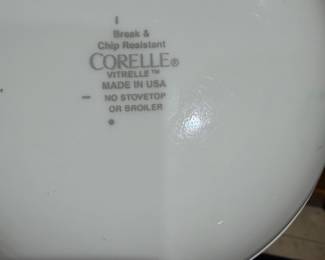 Break &
Chip Resistant
CORELLE®
VITRELLE™
MADE IN USA
NO STOVETOP
OR BROILER